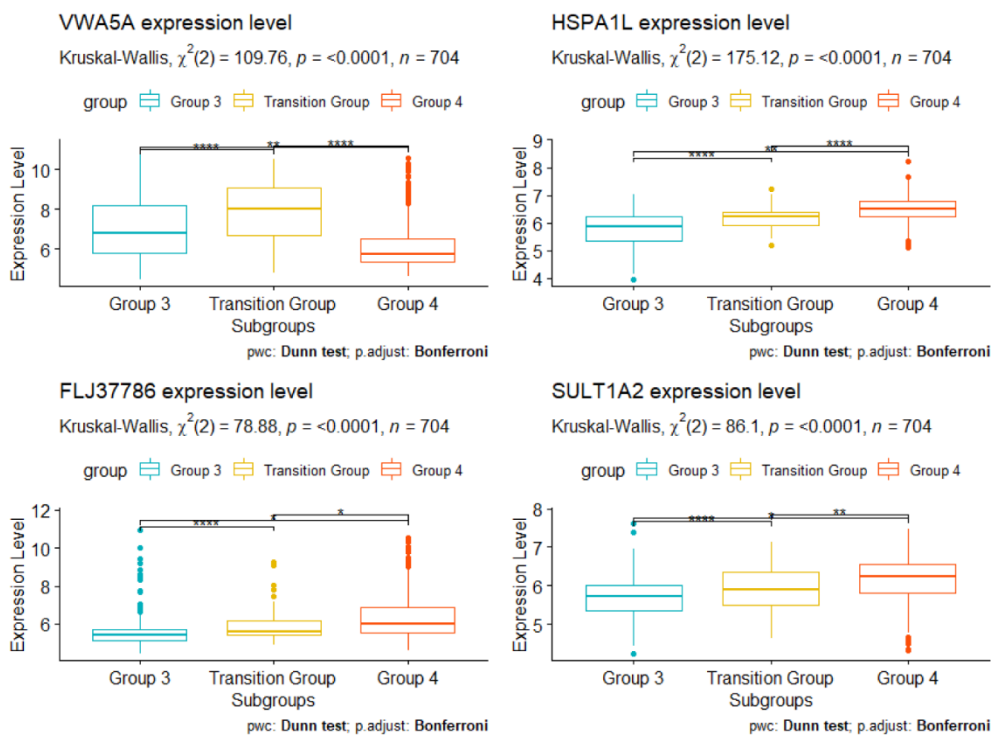 VWA5A expression level
Kruskal-Wallis, χ²(2) = 109.76, p = <0.0001, n = 704
group Group 3 Transition Group Group 4
**** ** ****
Expression Level
10
8
6
Group 3 Transition Group Group 4
Subgroups
pwc: Dunn test; p.adjust: Bonferroni
HSPA1L expression level
Kruskal-Wallis, χ²(2) = 175.12, p = <0.0001, n = 704
group Group 3 Transition Group Group 4
**** ** ****
Expression Level
9
8
7
6
5
4
Group 3 Transition Group Group 4
Subgroups
pwc: Dunn test; p.adjust: Bonferroni
FLJ37786 expression level
Kruskal-Wallis, χ²(2) = 78.88, p = <0.0001, n = 704
group Group 3 Transition Group Group 4
**** * *
Expression Level
12
10
8
6
Group 3 Transition Group Group 4
Subgroups
pwc: Dunn test; p.adjust: Bonferroni
SULT1A2 expression level
Kruskal-Wallis, χ²(2) = 86.1, p = <0.0001, n = 704
group Group 3 Transition Group Group 4
**** * **
Expression Level
8
7
6
5
Group 3 Transition Group Group 4
Subgroups
pwc: Dunn test; p.adjust: Bonferroni